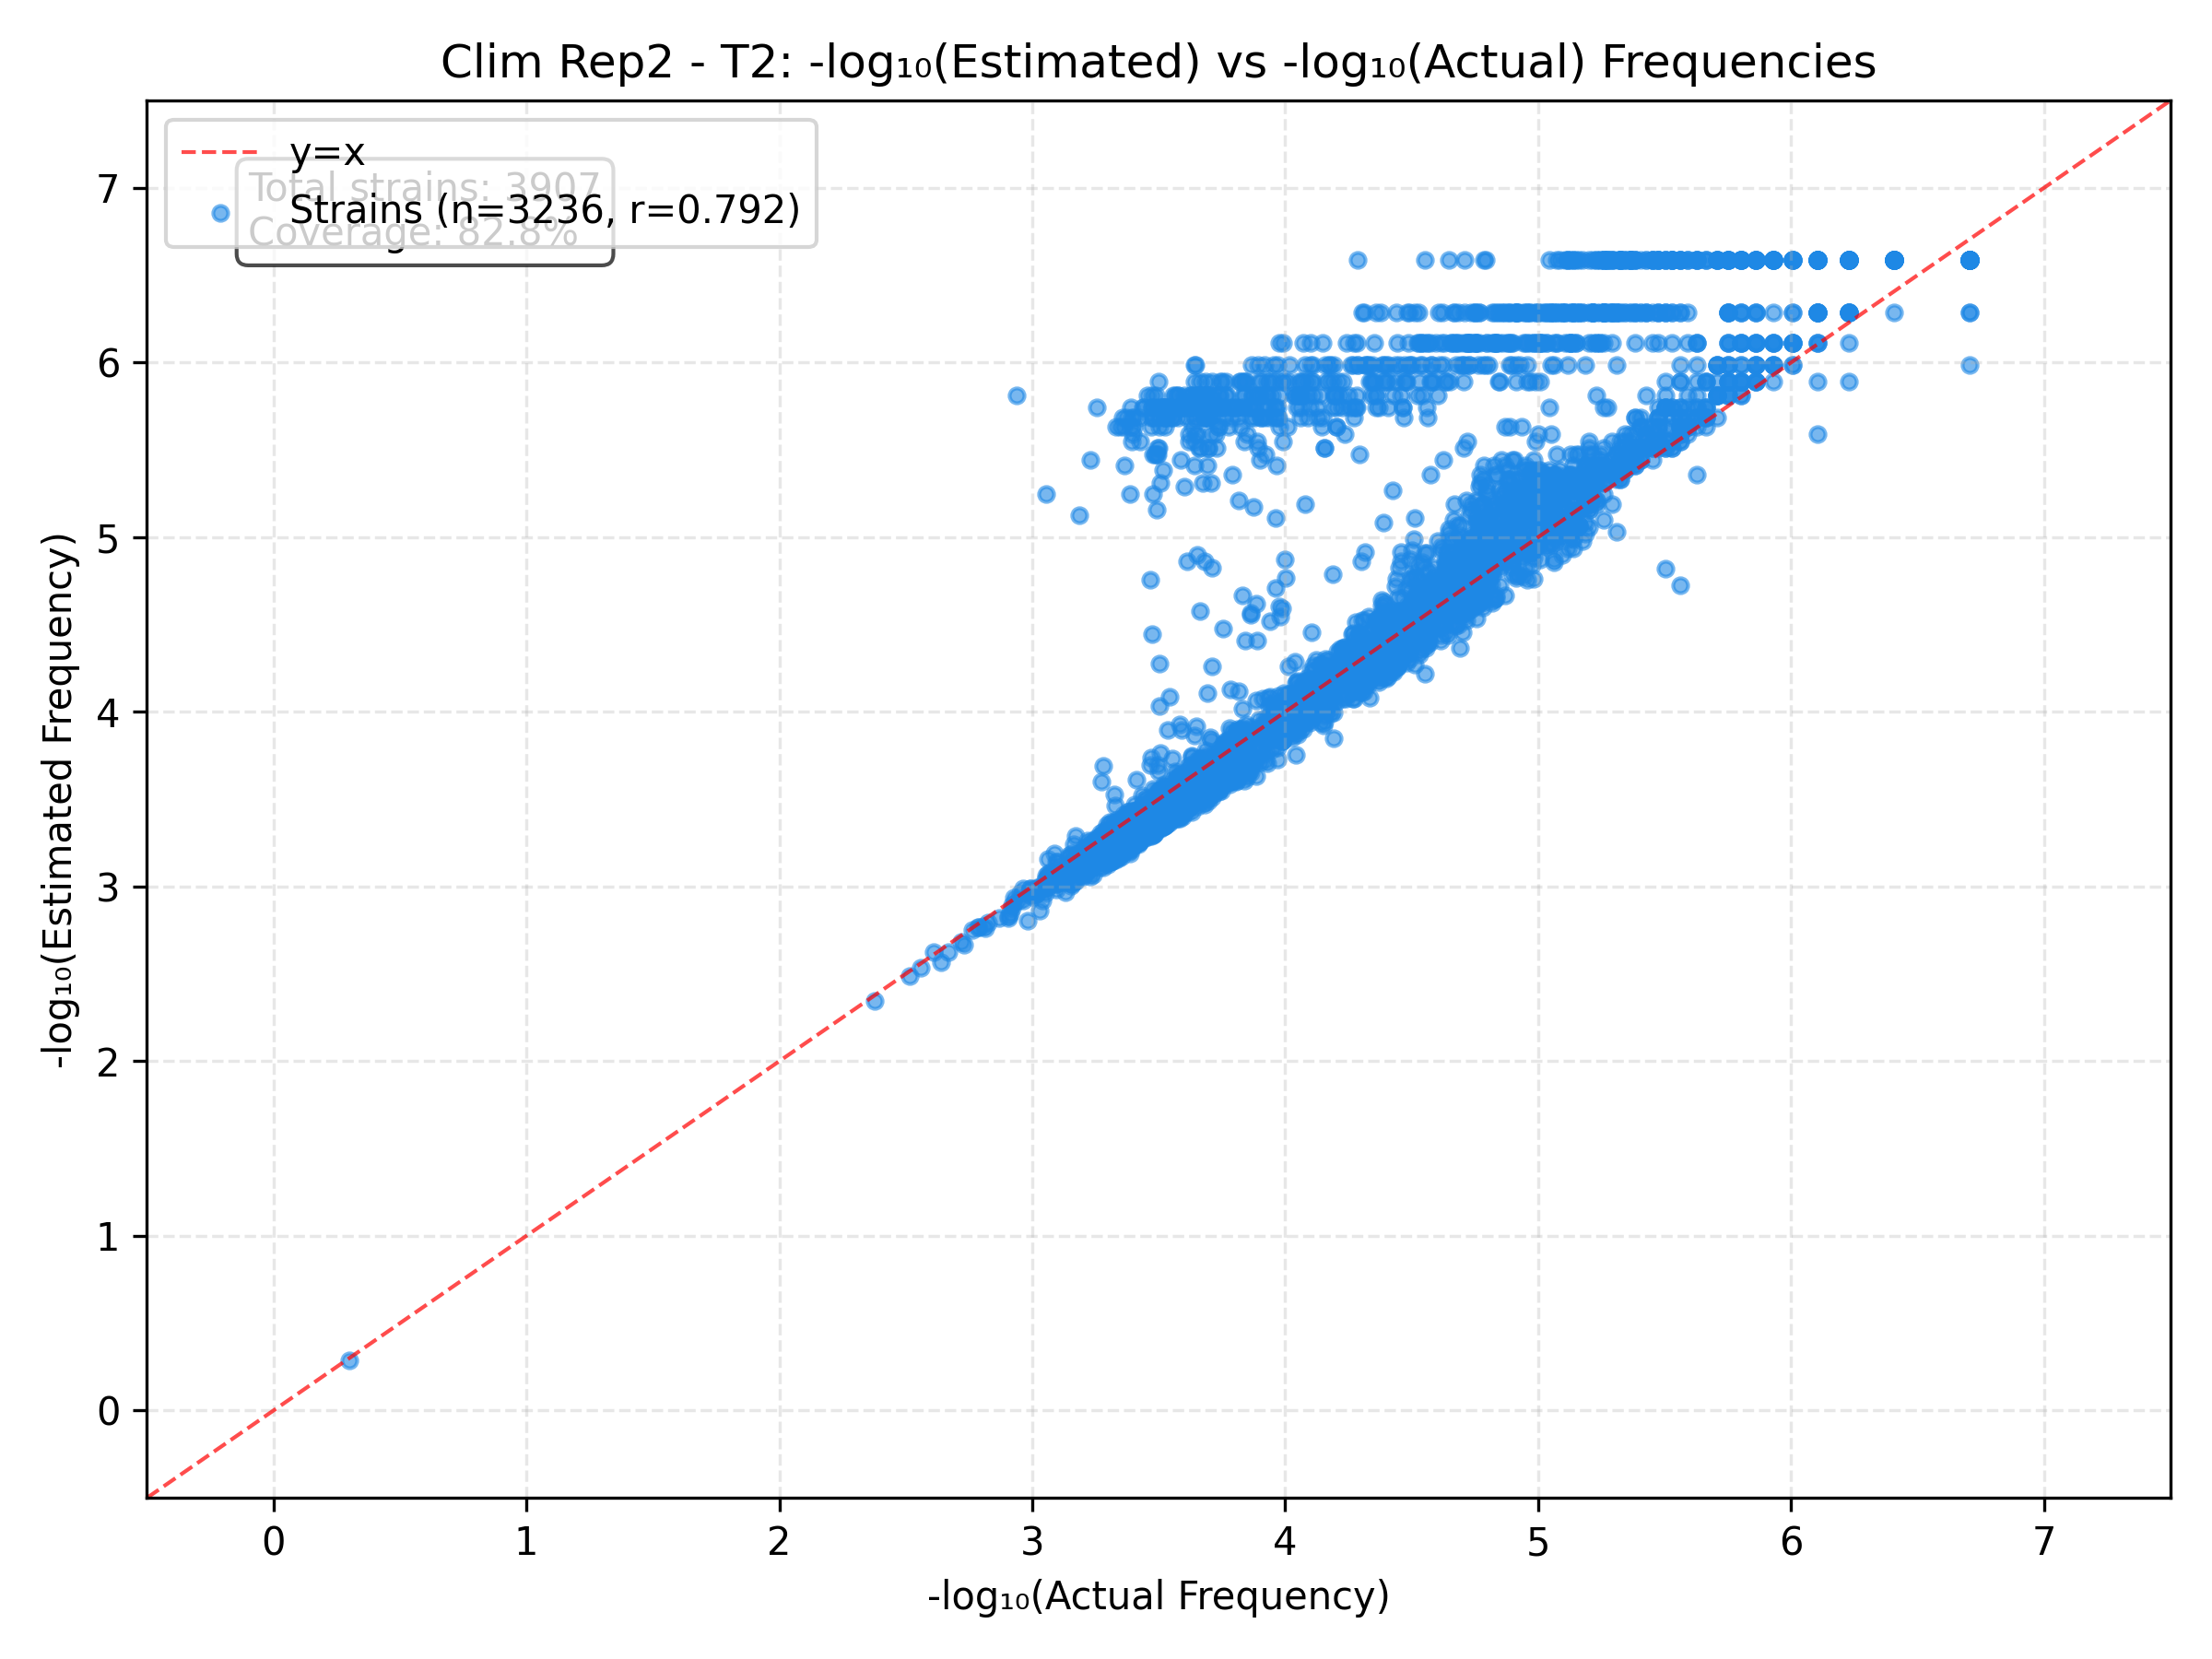 Clim Rep2 - T2: -log₁₀(Estimated) vs -log₁₀(Actual) Frequencies
y=x
Total strains: 3907
Strains (n=3236, r=0.792)
Coverage: 82.8%
-log₁₀(Estimated Frequency)
7
6
5
4
3
2
1
0
0 1 2 3 4 5 6 7
-log₁₀(Actual Frequency)